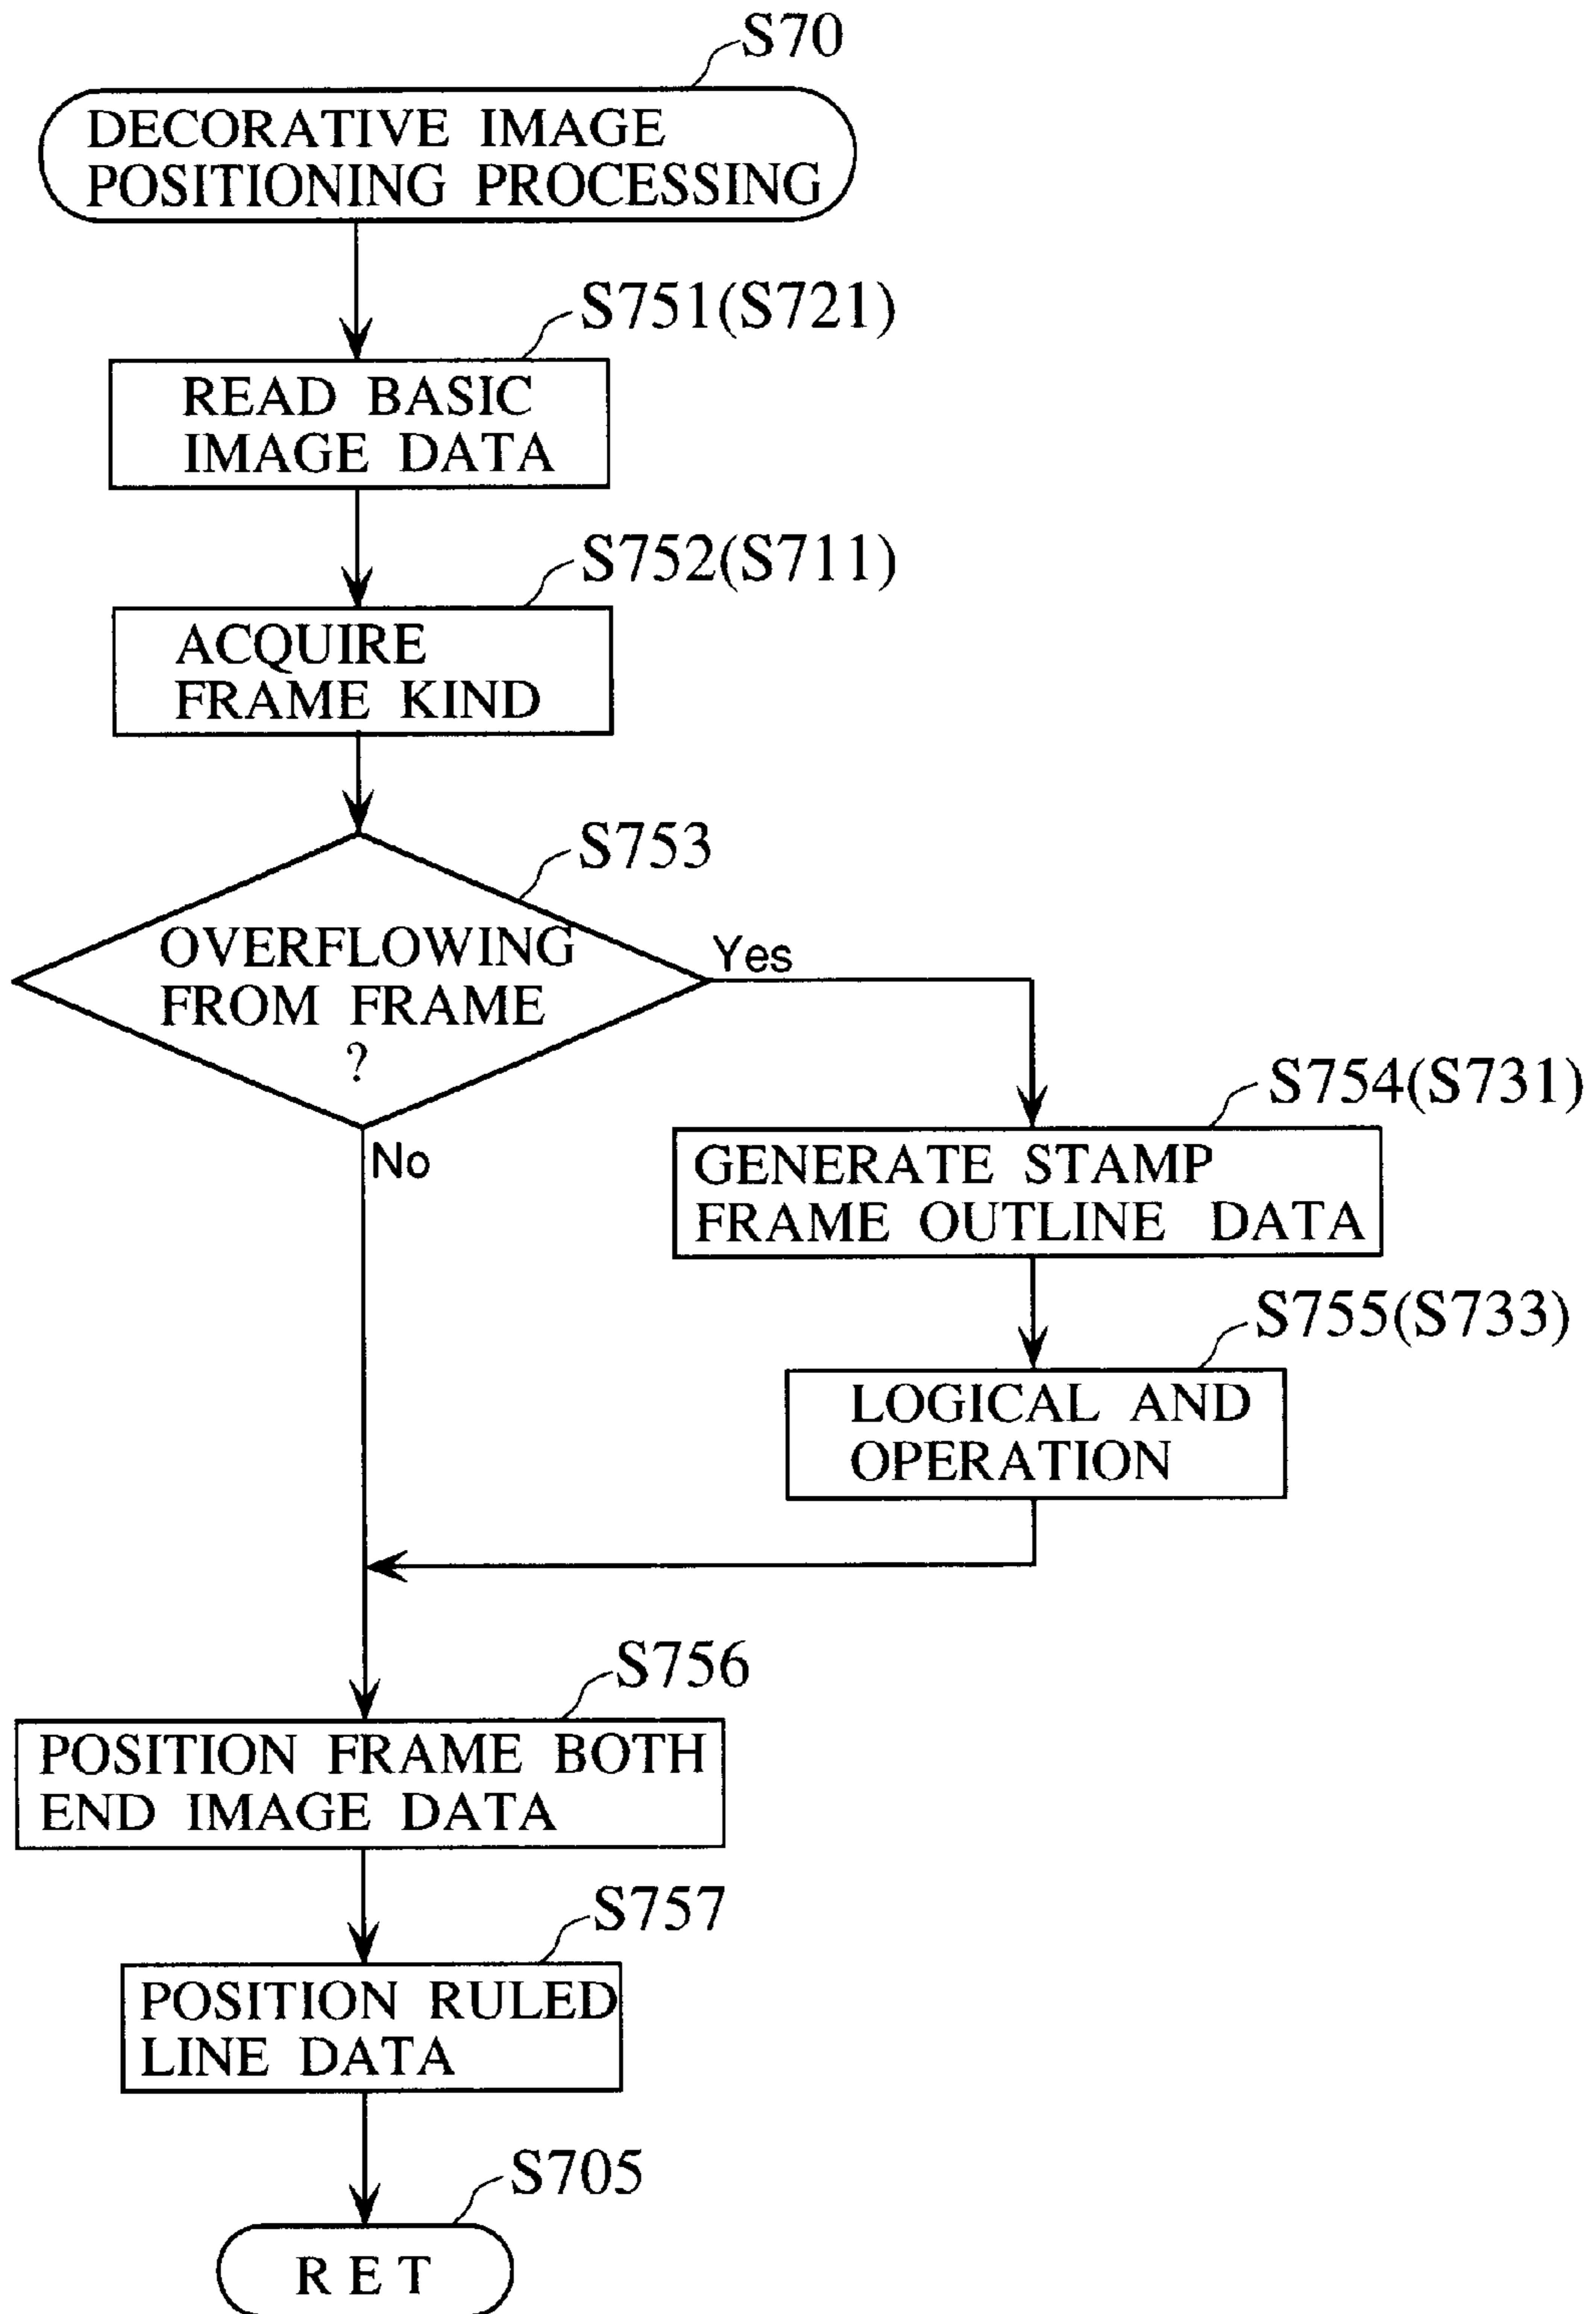 S70
DECORATIVE IMAGE
POSITIONING PROCESSING
S751(S721)
READ BASIC
IMAGE DATA
S752(S711)
ACQUIRE
FRAME KIND
S753
OVERFLOWING
FROM FRAME
?
Yes
No
S754(S731)
GENERATE STAMP
FRAME OUTLINE DATA
S755(S733)
LOGICAL AND
OPERATION
S756
POSITION FRAME BOTH
END IMAGE DATA
S757
POSITION RULED
LINE DATA
S705
RET